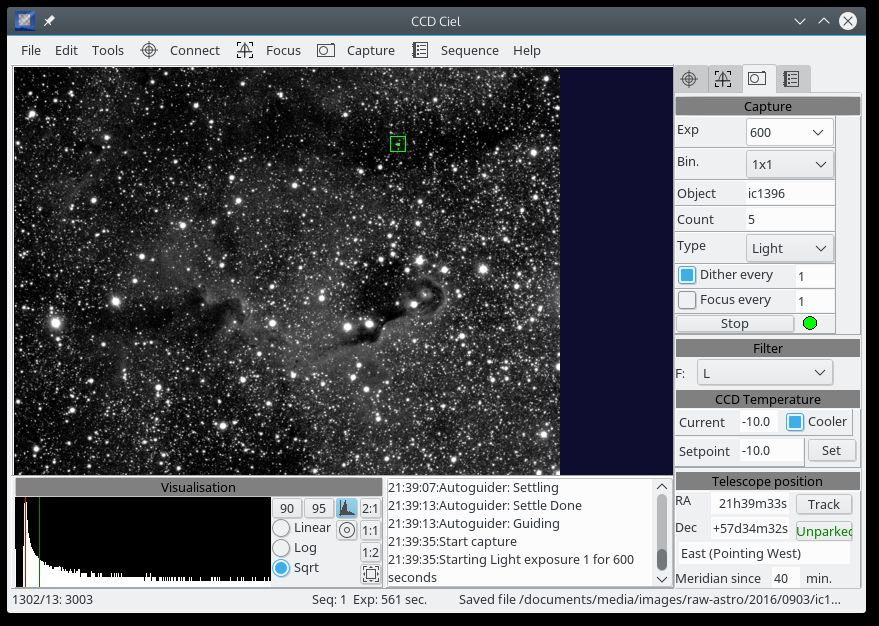 CCD Ciel
File Edit Tools Connect Focus Capture Sequence Help
Capture
Exp 600
Bin. 1x1
Object ic1396
Count 5
Type Light
Dither every 1
Focus every 1
Stop
Filter
F: L
CCD Temperature
Current -10.0 Cooler
Setpoint -10.0 Set
Telescope position
RA 21h39m33s Track
Dec +57d34m32s Unparked
East (Pointing West)
Meridian since 40 min.
Visualisation
90 95 2:1
Linear 1:1
Log 1:2
Sqrt
21:39:07:Autoguider: Settling
21:39:13:Autoguider: Settle Done
21:39:13:Autoguider: Guiding
21:39:35:Start capture
21:39:35:Starting Light exposure 1 for 600
seconds
1302/13: 3003 Seq: 1 Exp: 561 sec. Saved file /documents/media/images/raw-astro/2016/0903/ic1...